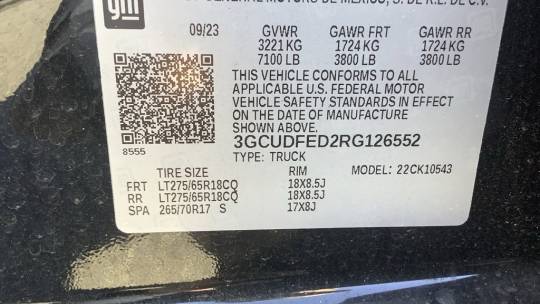 gm
GENERAL MOTORS DE MEXICO, S. DE R.L. DE C.V.
09/23 GVWR GAWR FRT GAWR RR
3221 KG 1724 KG 1724 KG
7100 LB 3800 LB 3800 LB
THIS VEHICLE CONFORMS TO ALL
APPLICABLE U.S. FEDERAL MOTOR
VEHICLE SAFETY STANDARDS IN EFFECT
ON THE DATE OF MANUFACTURE
SHOWN ABOVE.
8555 3GCUDFED2RG126552
TYPE: TRUCK
TIRE SIZE RIM MODEL: 22CK10543
FRT LT275/65R18CQ 18X8.5J
RR LT275/65R18CQ 18X8.5J
SPA 265/70R17 S 17X8J